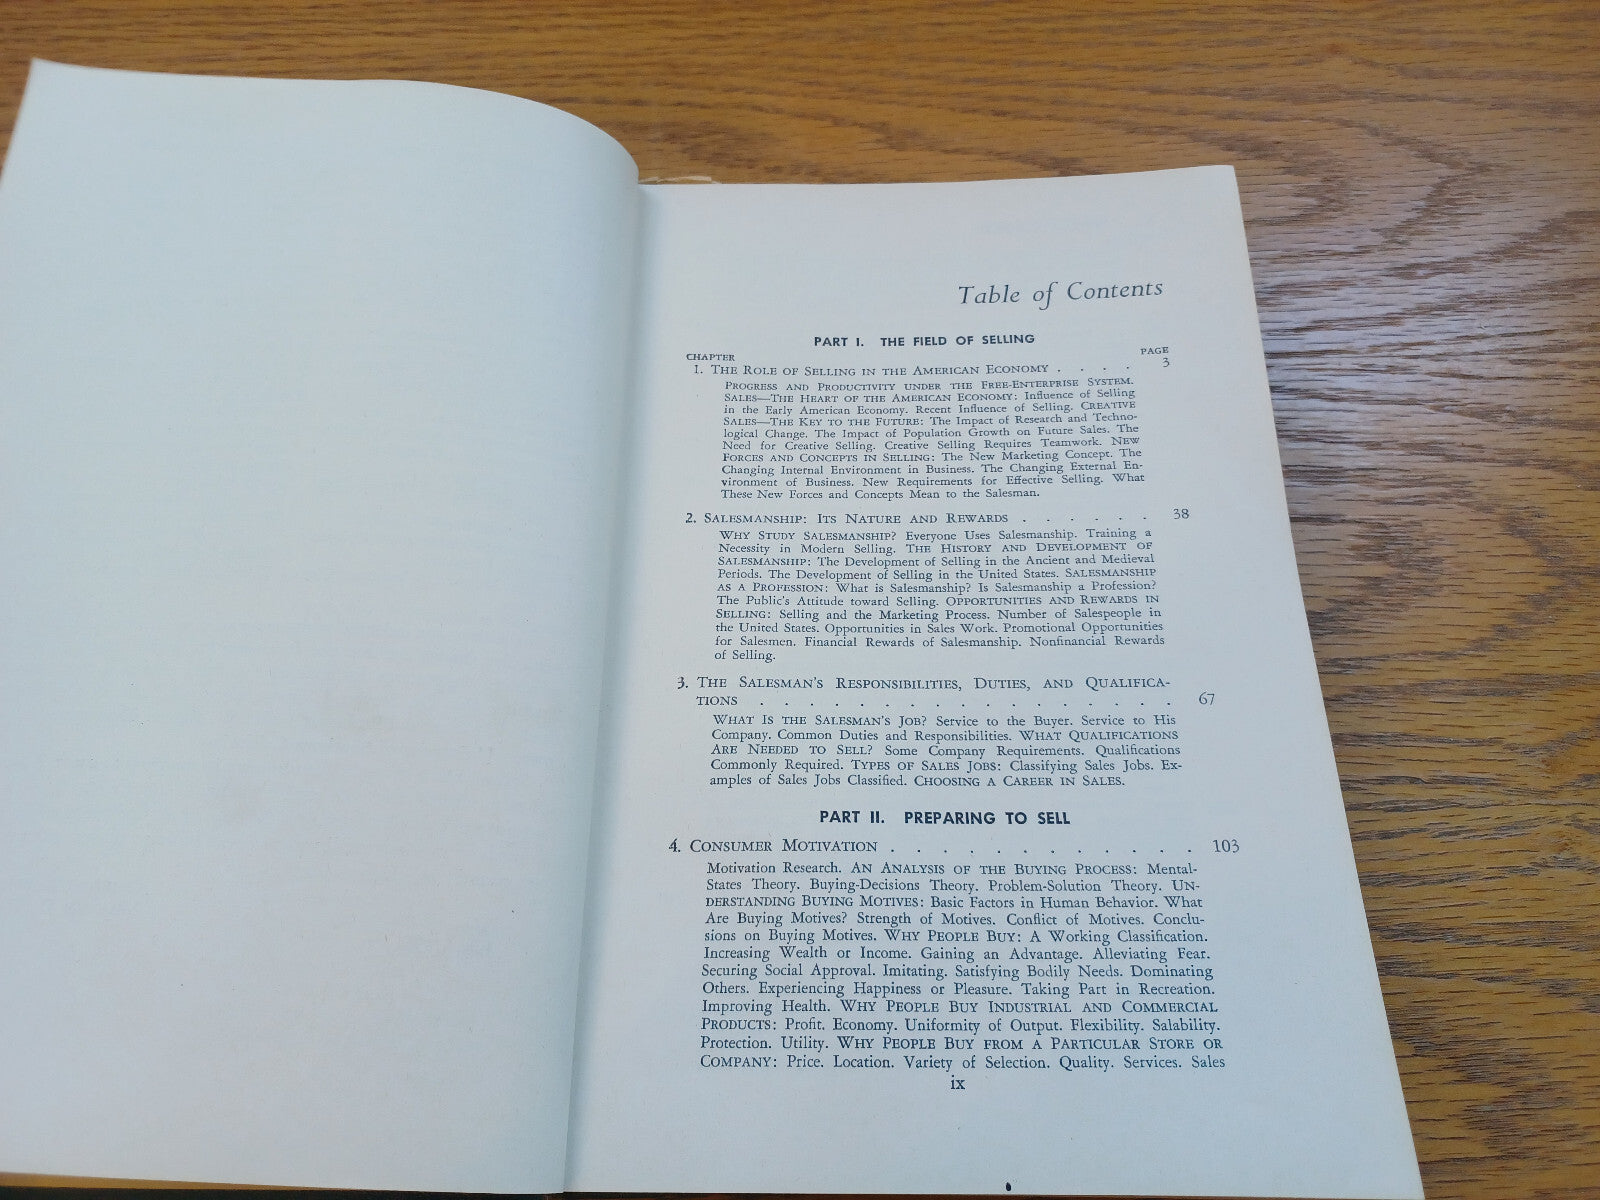 Table of Contents
PART I. THE FIELD OF SELLING
CHAPTER PAGE
1. THE ROLE OF SELLING IN THE AMERICAN ECONOMY . . . . 3
PROGRESS AND PRODUCTIVITY UNDER THE FREE-ENTERPRISE SYSTEM.
SALES—THE HEART OF THE AMERICAN ECONOMY: Influence of Selling
in the Early American Economy. Recent Influence of Selling. CREATIVE
SALES—THE KEY TO THE FUTURE: The Impact of Research and Techno-
logical Change. The Impact of Population Growth on Future Sales. The
Need for Creative Selling. Creative Selling Requires Teamwork. NEW
FORCES AND CONCEPTS IN SELLING: The New Marketing Concept. The
Changing Internal Environment in Business. The Changing External En-
vironment of Business. New Requirements for Effective Selling. What
These New Forces and Concepts Mean to the Salesman.
2. SALESMANSHIP: ITS NATURE AND REWARDS . . . . . . 38
WHY STUDY SALESMANSHIP? Everyone Uses Salesmanship. Training a
Necessity in Modern Selling. THE HISTORY AND DEVELOPMENT OF
SALESMANSHIP: The Development of Selling in the Ancient and Medieval
Periods. The Development of Selling in the United States. SALESMANSHIP
AS A PROFESSION: What is Salesmanship? Is Salesmanship a Profession?
The Public's Attitude toward Selling. OPPORTUNITIES AND REWARDS IN
SELLING: Selling and the Marketing Process. Number of Salespeople in
the United States. Opportunities in Sales Work. Promotional Opportunities
for Salesmen. Financial Rewards of Salesmanship. Nonfinancial Rewards
of Selling.
3. THE SALESMAN'S RESPONSIBILITIES, DUTIES, AND QUALIFICA-
TIONS . . . . . . . . . . . . . . . . . 67
WHAT IS THE SALESMAN'S JOB? Service to the Buyer. Service to His
Company. Common Duties and Responsibilities. WHAT QUALIFICATIONS
ARE NEEDED TO SELL? Some Company Requirements. Qualifications
Commonly Required. TYPES OF SALES JOBS: Classifying Sales Jobs. Ex-
amples of Sales Jobs Classified. CHOOSING A CAREER IN SALES.
PART II. PREPARING TO SELL
4. CONSUMER MOTIVATION . . . . . . . . . . . . 103
Motivation Research. AN ANALYSIS OF THE BUYING PROCESS: Mental-
States Theory. Buying-Decisions Theory. Problem-Solution Theory. UN-
DERSTANDING BUYING MOTIVES: Basic Factors in Human Behavior. What
Are Buying Motives? Strength of Motives. Conflict of Motives. Conclu-
sions on Buying Motives. WHY PEOPLE BUY: A Working Classification.
Increasing Wealth or Income. Gaining an Advantage. Alleviating Fear.
Securing Social Approval. Imitating. Satisfying Bodily Needs. Dominating
Others. Experiencing Happiness or Pleasure. Taking Part in Recreation.
Improving Health. WHY PEOPLE BUY INDUSTRIAL AND COMMERCIAL
PRODUCTS: Profit. Economy. Uniformity of Output. Flexibility. Salability.
Protection. Utility. WHY PEOPLE BUY FROM A PARTICULAR STORE OR
COMPANY: Price. Location. Variety of Selection. Quality. Services. Sales
ix